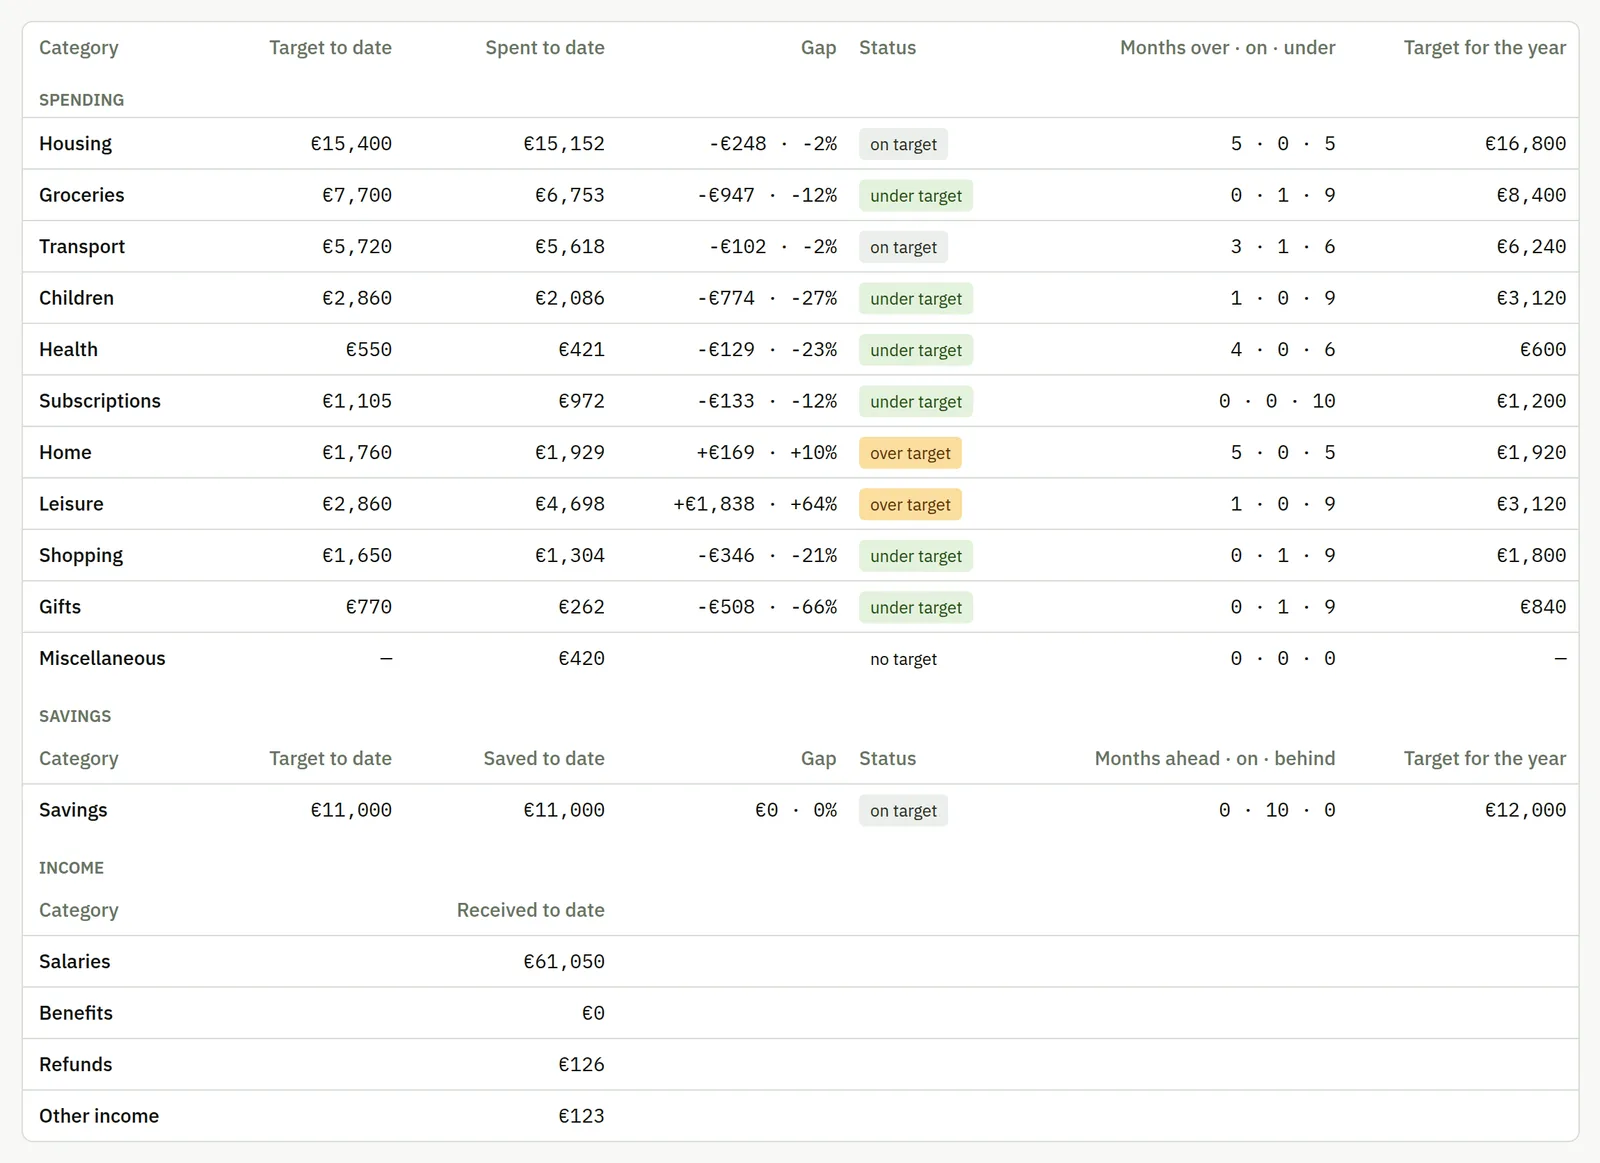 Category Target to date Spent to date Gap Status Months over · on · under Target for the year
SPENDING
Housing €15,400 €15,152 -€248 · -2% on target 5 · 0 · 5 €16,800
Groceries €7,700 €6,753 -€947 · -12% under target 0 · 1 · 9 €8,400
Transport €5,720 €5,618 -€102 · -2% on target 3 · 1 · 6 €6,240
Children €2,860 €2,086 -€774 · -27% under target 1 · 0 · 9 €3,120
Health €550 €421 -€129 · -23% under target 4 · 0 · 6 €600
Subscriptions €1,105 €972 -€133 · -12% under target 0 · 0 · 10 €1,200
Home €1,760 €1,929 +€169 · +10% over target 5 · 0 · 5 €1,920
Leisure €2,860 €4,698 +€1,838 · +64% over target 1 · 0 · 9 €3,120
Shopping €1,650 €1,304 -€346 · -21% under target 0 · 1 · 9 €1,800
Gifts €770 €262 -€508 · -66% under target 0 · 1 · 9 €840
Miscellaneous — €420 no target 0 · 0 · 0 —
SAVINGS
Category Target to date Saved to date Gap Status Months ahead · on · behind Target for the year
Savings €11,000 €11,000 €0 · 0% on target 0 · 10 · 0 €12,000
INCOME
Category Received to date
Salaries €61,050
Benefits €0
Refunds €126
Other income €123